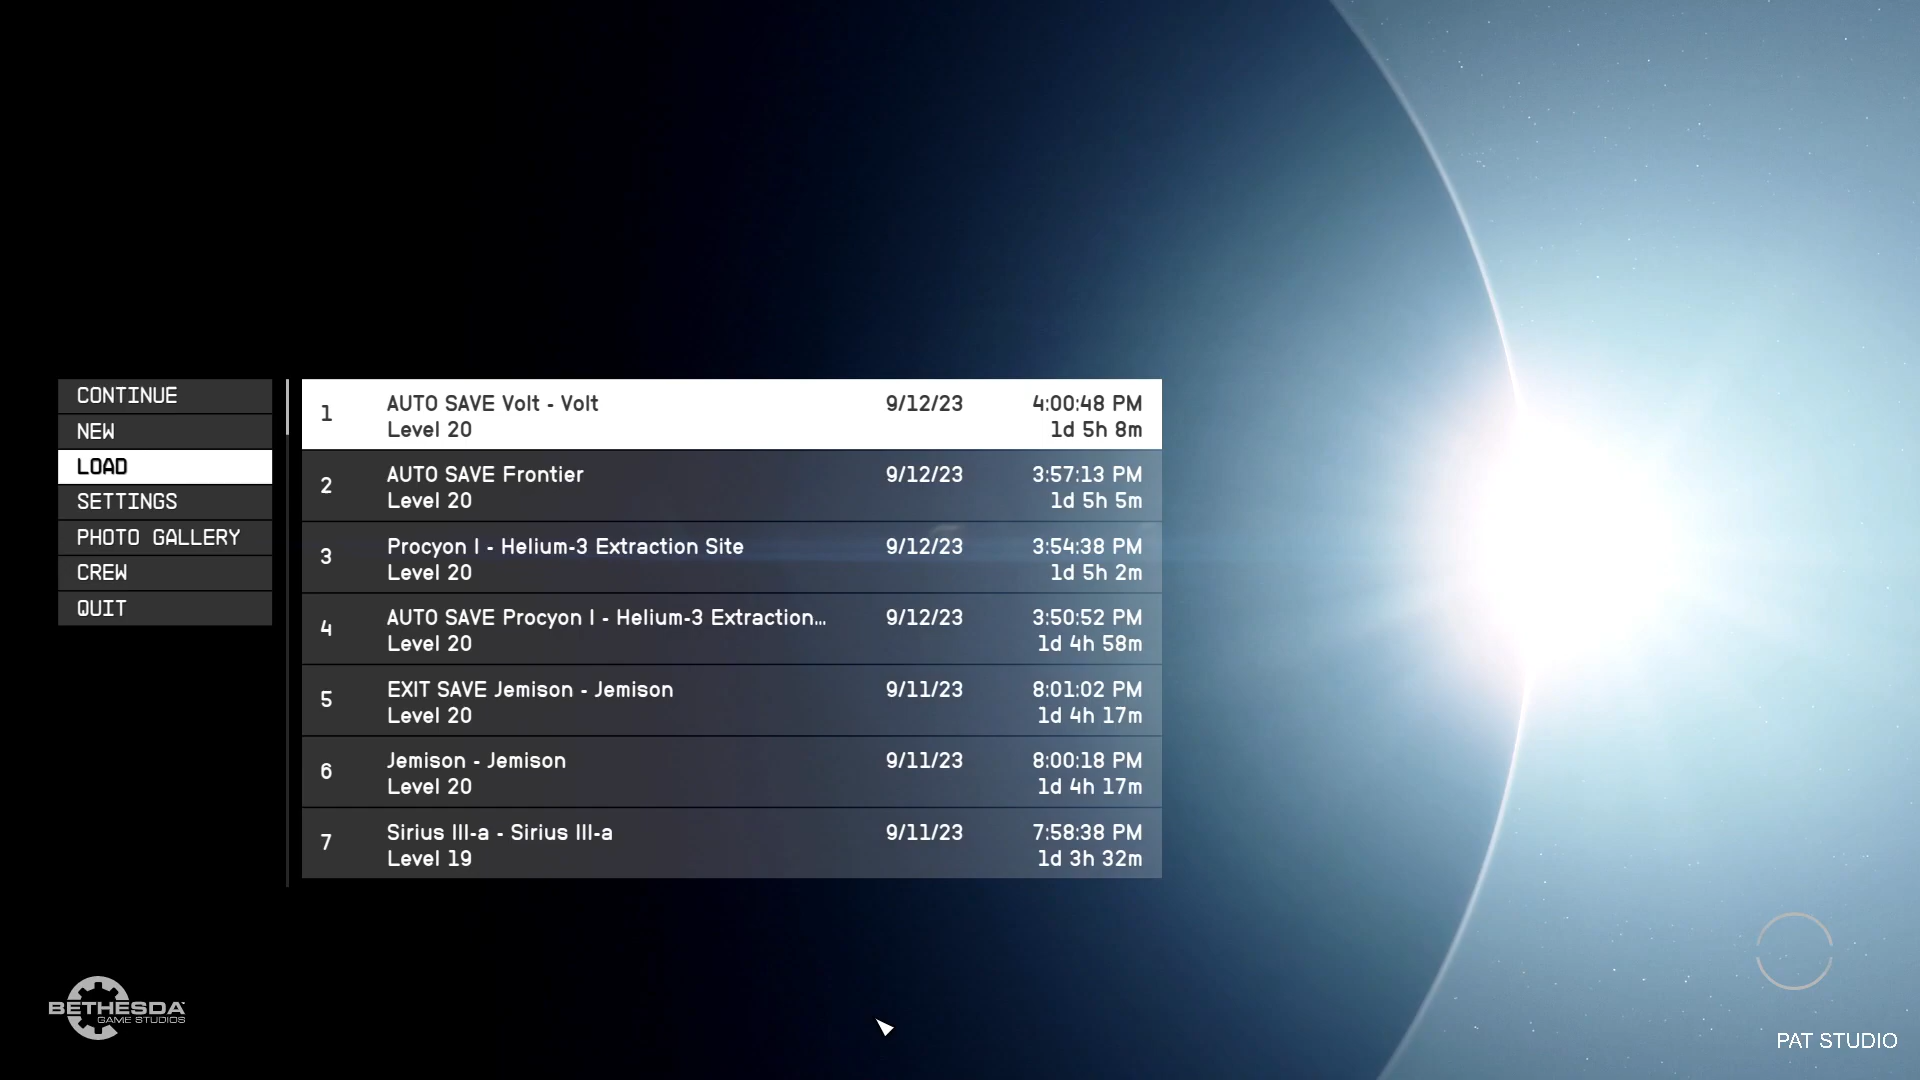 CONTINUE
NEW
LOAD
SETTINGS
PHOTO GALLERY
CREW
QUIT
1 AUTO SAVE Volt - Volt 9/12/23 4:00:48 PM
Level 20 1d 5h 8m
2 AUTO SAVE Frontier 9/12/23 3:57:13 PM
Level 20 1d 5h 5m
3 Procyon I - Helium-3 Extraction Site 9/12/23 3:54:38 PM
Level 20 1d 5h 2m
4 AUTO SAVE Procyon I - Helium-3 Extraction... 9/12/23 3:50:52 PM
Level 20 1d 4h 58m
5 EXIT SAVE Jemison - Jemison 9/11/23 8:01:02 PM
Level 20 1d 4h 17m
6 Jemison - Jemison 9/11/23 8:00:18 PM
Level 20 1d 4h 17m
7 Sirius III-a - Sirius III-a 9/11/23 7:58:38 PM
Level 19 1d 3h 32m
BETHESDA
GAME STUDIOS
PAT STUDIO